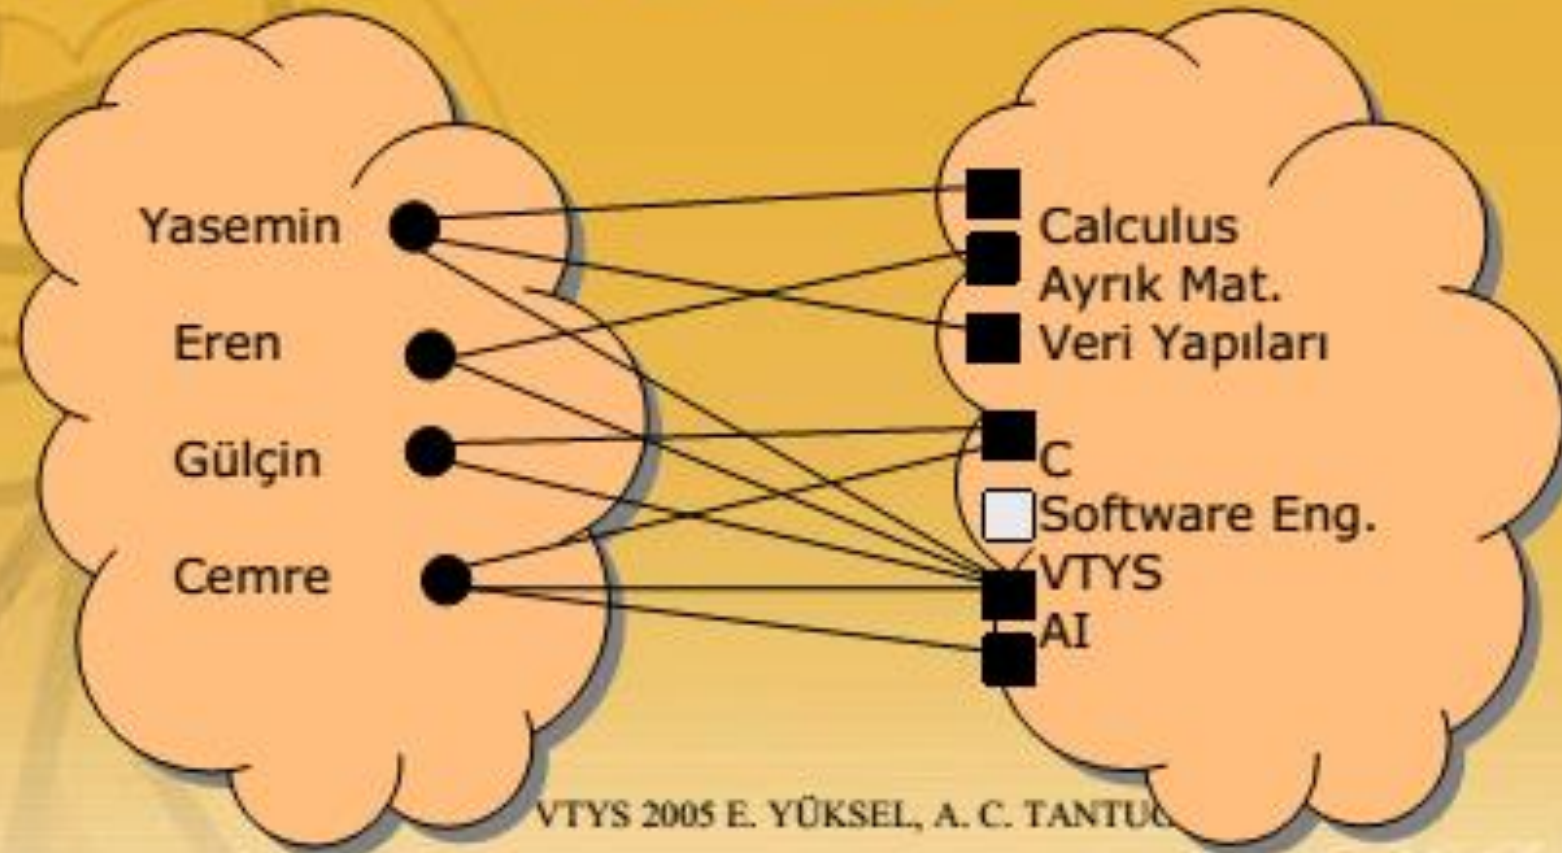 Yasemin
Eren
Gülçin
Cemre
Calculus
Ayrık Mat.
Veri Yapıları
C
Software Eng.
VTYS
AI
VTYS 2005 E. YÜKSEL, A. C.